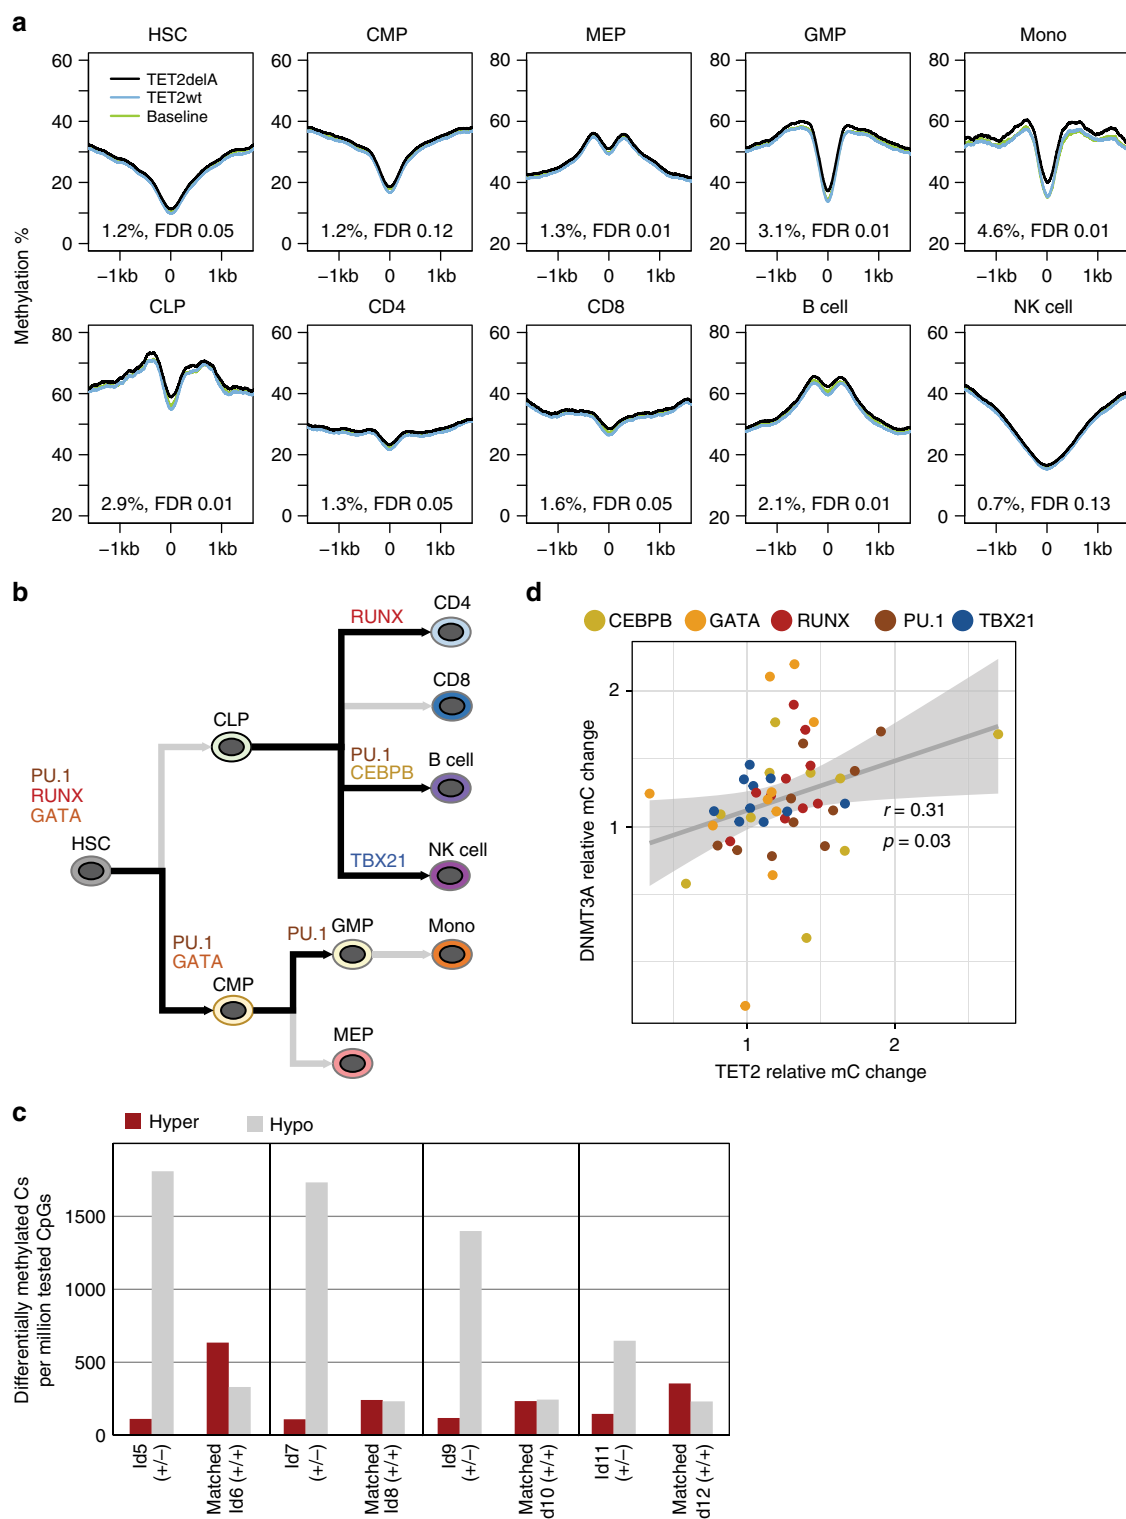 a
HSC
CMP
MEP
GMP
Mono
60
40
20
0
TET2delA
TET2wt
Baseline
1.2%, FDR 0.05
−1kb 0 1kb
60
40
20
0
1.2%, FDR 0.12
−1kb 0 1kb
80
60
40
20
1.3%, FDR 0.01
−1kb 0 1kb
80
60
40
20
3.1%, FDR 0.01
−1kb 0 1kb
80
60
40
20
4.6%, FDR 0.01
−1kb 0 1kb
Methylation %
CLP
CD4
CD8
B cell
NK cell
80
60
40
20
2.9%, FDR 0.01
−1kb 0 1kb
60
40
20
0
1.3%, FDR 0.05
−1kb 0 1kb
60
40
20
0
1.6%, FDR 0.05
−1kb 0 1kb
80
60
40
20
2.1%, FDR 0.01
−1kb 0 1kb
60
40
20
0
0.7%, FDR 0.13
−1kb 0 1kb
b
RUNX
CD4
CD8
CLP
PU.1
CEBPB
B cell
PU.1
RUNX
GATA
HSC
TBX21
NK cell
PU.1
GATA
CMP
PU.1
GMP
Mono
MEP
d
CEBPB GATA RUNX PU.1 TBX21
DNMT3A relative mC change
2
1
r = 0.31
p = 0.03
1 2
TET2 relative mC change
c
Hyper Hypo
Differentially methylated Cs
per million tested CpGs
1500
1000
500
0
Id5
(+/−)
Matched
Id6 (+/+)
Id7
(+/−)
Matched
Id8 (+/+)
Id9
(+/−)
Matched
d10 (+/+)
Id11
(+/−)
Matched
d12 (+/+)